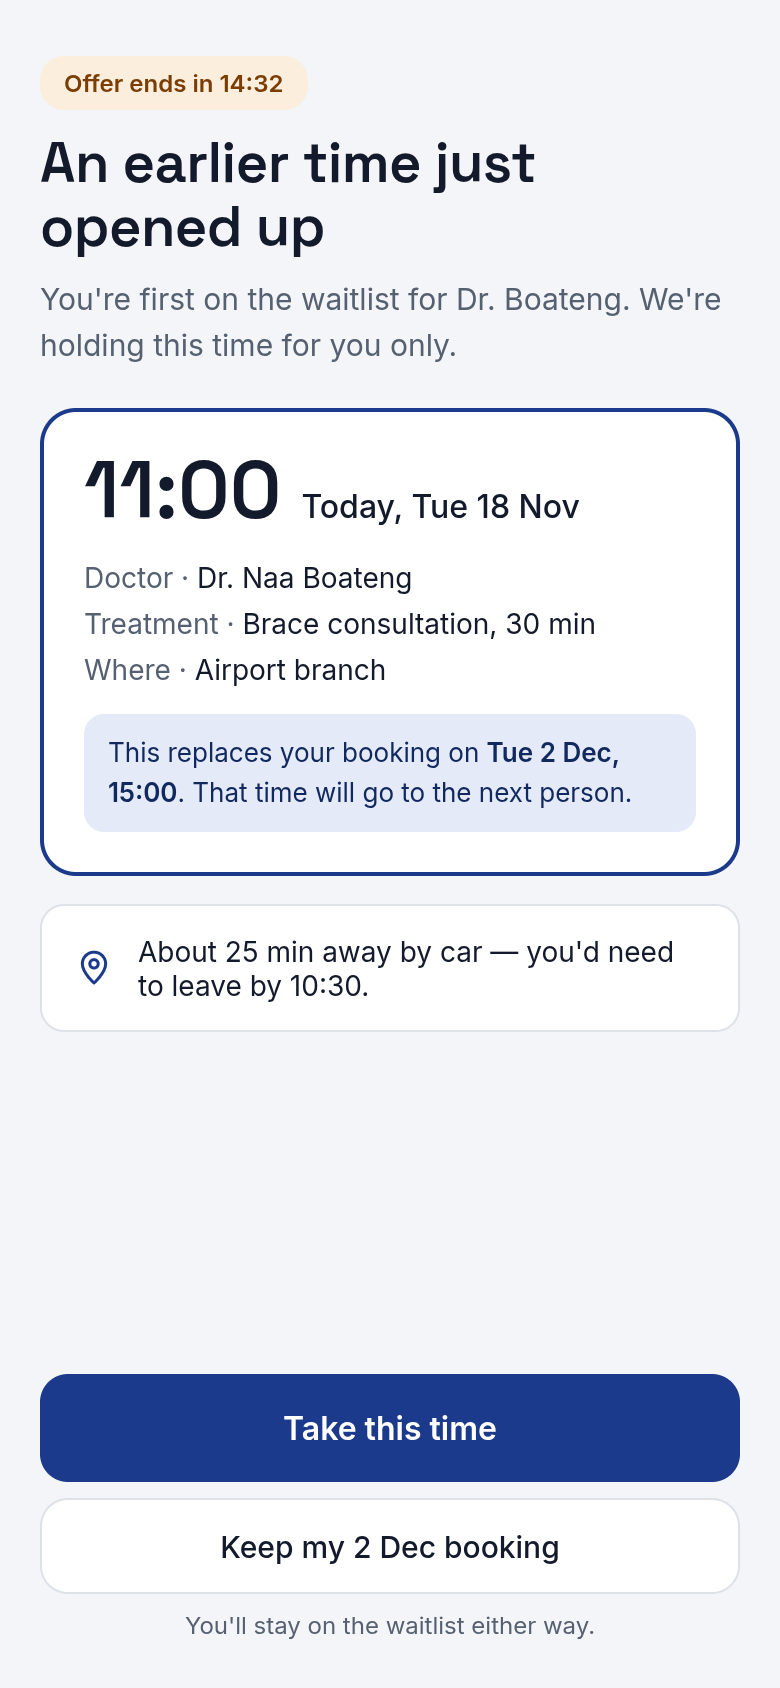 Offer ends in 14:32
An earlier time just
opened up
You're first on the waitlist for Dr. Boateng. We're
holding this time for you only.
11:00 Today, Tue 18 Nov
Doctor · Dr. Naa Boateng
Treatment · Brace consultation, 30 min
Where · Airport branch
This replaces your booking on Tue 2 Dec,
15:00. That time will go to the next person.
About 25 min away by car — you'd need
to leave by 10:30.
Take this time
Keep my 2 Dec booking
You'll stay on the waitlist either way.